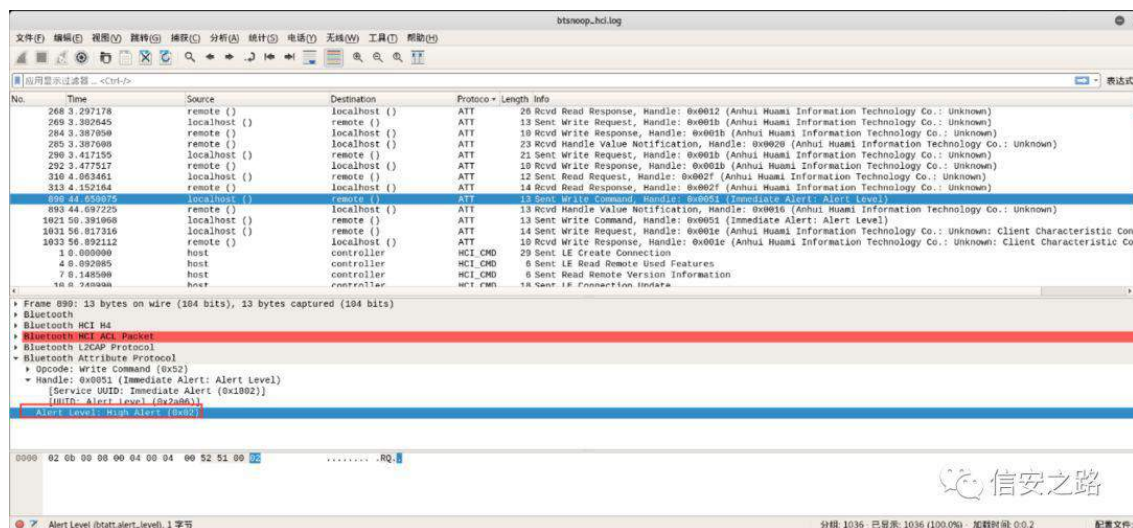 btsnoop_hci.log
文件(F) 编辑(E) 视图(V) 跳转(G) 捕获(C) 分析(A) 统计(S) 电话(Y) 无线(W) 工具(T) 帮助(H)
应用显示过滤器 … <Ctrl-/> 表达式
No. Time Source Destination Protoco Length Info
268 3.297178 remote () localhost () ATT 26 Rcvd Read Response, Handle: 0x0012 (Anhui Huami Information Technology Co.: Unknown)
269 3.302645 localhost () remote () ATT 13 Sent Write Request, Handle: 0x001b (Anhui Huami Information Technology Co.: Unknown)
284 3.387050 remote () localhost () ATT 10 Rcvd Write Response, Handle: 0x001b (Anhui Huami Information Technology Co.: Unknown)
285 3.387608 remote () localhost () ATT 23 Rcvd Handle Value Notification, Handle: 0x0020 (Anhui Huami Information Technology Co.: Unknown)
290 3.417155 localhost () remote () ATT 21 Sent Write Request, Handle: 0x001b (Anhui Huami Information Technology Co.: Unknown)
292 3.477517 remote () localhost () ATT 10 Rcvd Write Response, Handle: 0x001b (Anhui Huami Information Technology Co.: Unknown)
310 4.063461 localhost () remote () ATT 12 Sent Read Request, Handle: 0x002f (Anhui Huami Information Technology Co.: Unknown)
313 4.152164 remote () localhost () ATT 14 Rcvd Read Response, Handle: 0x002f (Anhui Huami Information Technology Co.: Unknown)
890 44.650075 localhost () remote () ATT 13 Sent Write Command, Handle: 0x0051 (Immediate Alert: Alert Level)
893 44.697225 remote () localhost () ATT 13 Rcvd Handle Value Notification, Handle: 0x0016 (Anhui Huami Information Technology Co.: Unknown)
1021 50.391068 localhost () remote () ATT 13 Sent Write Command, Handle: 0x0051 (Immediate Alert: Alert Level)
1031 56.817316 localhost () remote () ATT 14 Sent Write Request, Handle: 0x001e (Anhui Huami Information Technology Co.: Unknown: Client Characteristic Con
1033 56.892112 remote () localhost () ATT 10 Rcvd Write Response, Handle: 0x001e (Anhui Huami Information Technology Co.: Unknown: Client Characteristic Co
1 0.000000 host controller HCI_CMD 29 Sent LE Create Connection
4 0.092085 host controller HCI_CMD 6 Sent LE Read Remote Used Features
7 0.148500 host controller HCI_CMD 6 Sent Read Remote Version Information
10 0.240990 host controller HCI_CMD 18 Sent LE Connection Update
Frame 890: 13 bytes on wire (104 bits), 13 bytes captured (104 bits)
Bluetooth
Bluetooth HCI H4
Bluetooth HCI ACL Packet
Bluetooth L2CAP Protocol
Bluetooth Attribute Protocol
Opcode: Write Command (0x52)
Handle: 0x0051 (Immediate Alert: Alert Level)
[Service UUID: Immediate Alert (0x1802)]
[UUID: Alert Level (0x2a06)]
Alert Level: High Alert (0x02)
0000 02 0b 00 08 00 04 00 04 00 52 51 00 02 ........ .RQ..
信安之路
Alert Level (btatt.alert_level), 1 字节 分组: 1036 · 已显示: 1036 (100.0%) · 加载时间: 0:0.2 配置文件